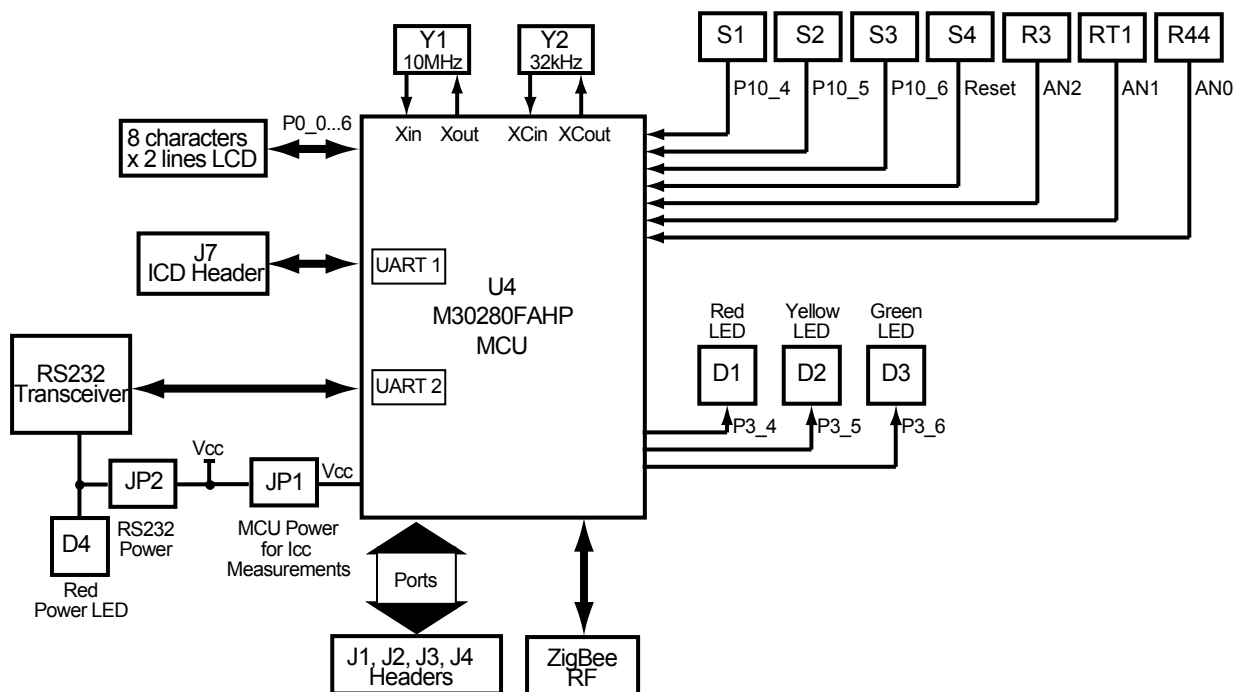 Y1
10MHz
Y2
32kHz
S1
S2
S3
S4
R3
RT1
R44
P10_4
P10_5
P10_6
Reset
AN2
AN1
AN0
P0_0...6
Xin
Xout
XCin
XCout
8 characters
x 2 lines LCD
J7
ICD Header
UART 1
U4
M30280FAHP
MCU
RS232
Transceiver
UART 2
Red
LED
Yellow
LED
Green
LED
D1
D2
D3
P3_4
P3_5
P3_6
Vcc
JP2
JP1
Vcc
D4
RS232
Power
MCU Power
for Icc
Measurements
Red
Power LED
Ports
J1, J2, J3, J4
Headers
ZigBee
RF